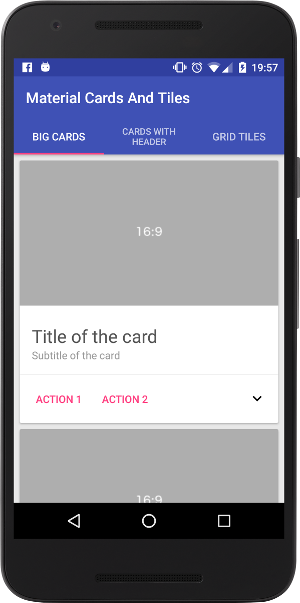 19:57
Material Cards And Tiles
BIG CARDS
CARDS WITH
HEADER
GRID TILES
16:9
Title of the card
Subtitle of the card
ACTION 1
ACTION 2
16:9